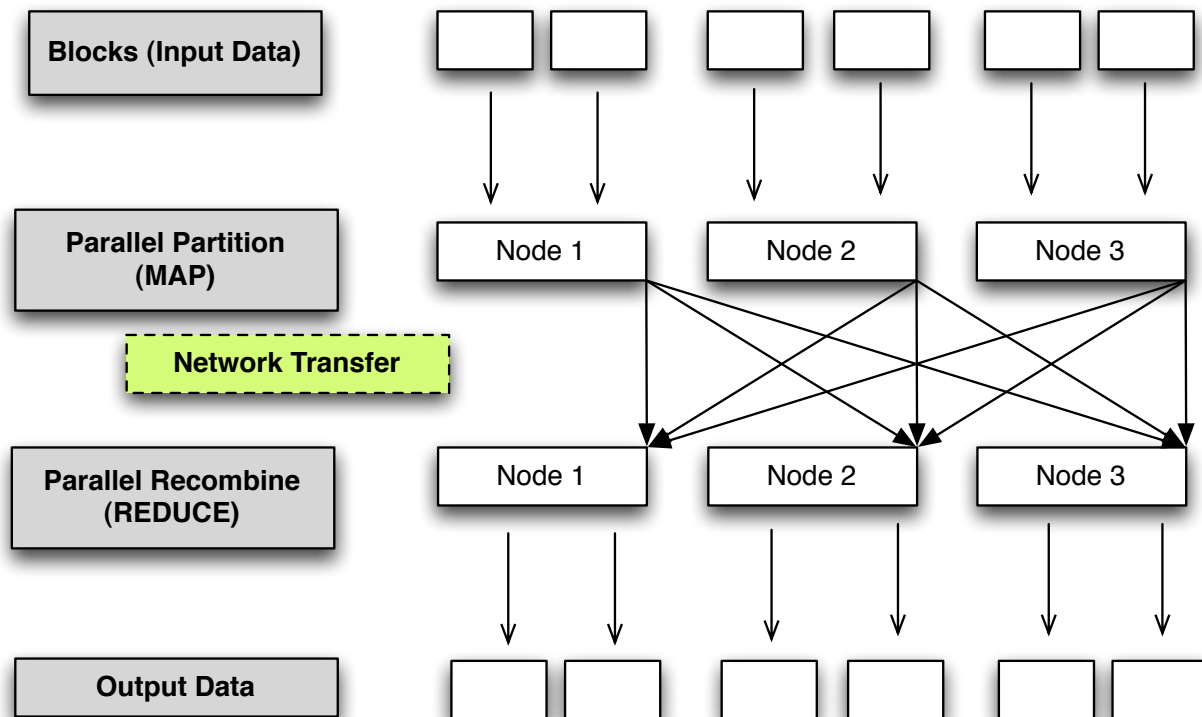 Blocks (Input Data)
Parallel Partition
(MAP)
Node 1
Node 2
Node 3
Network Transfer
Parallel Recombine
(REDUCE)
Node 1
Node 2
Node 3
Output Data